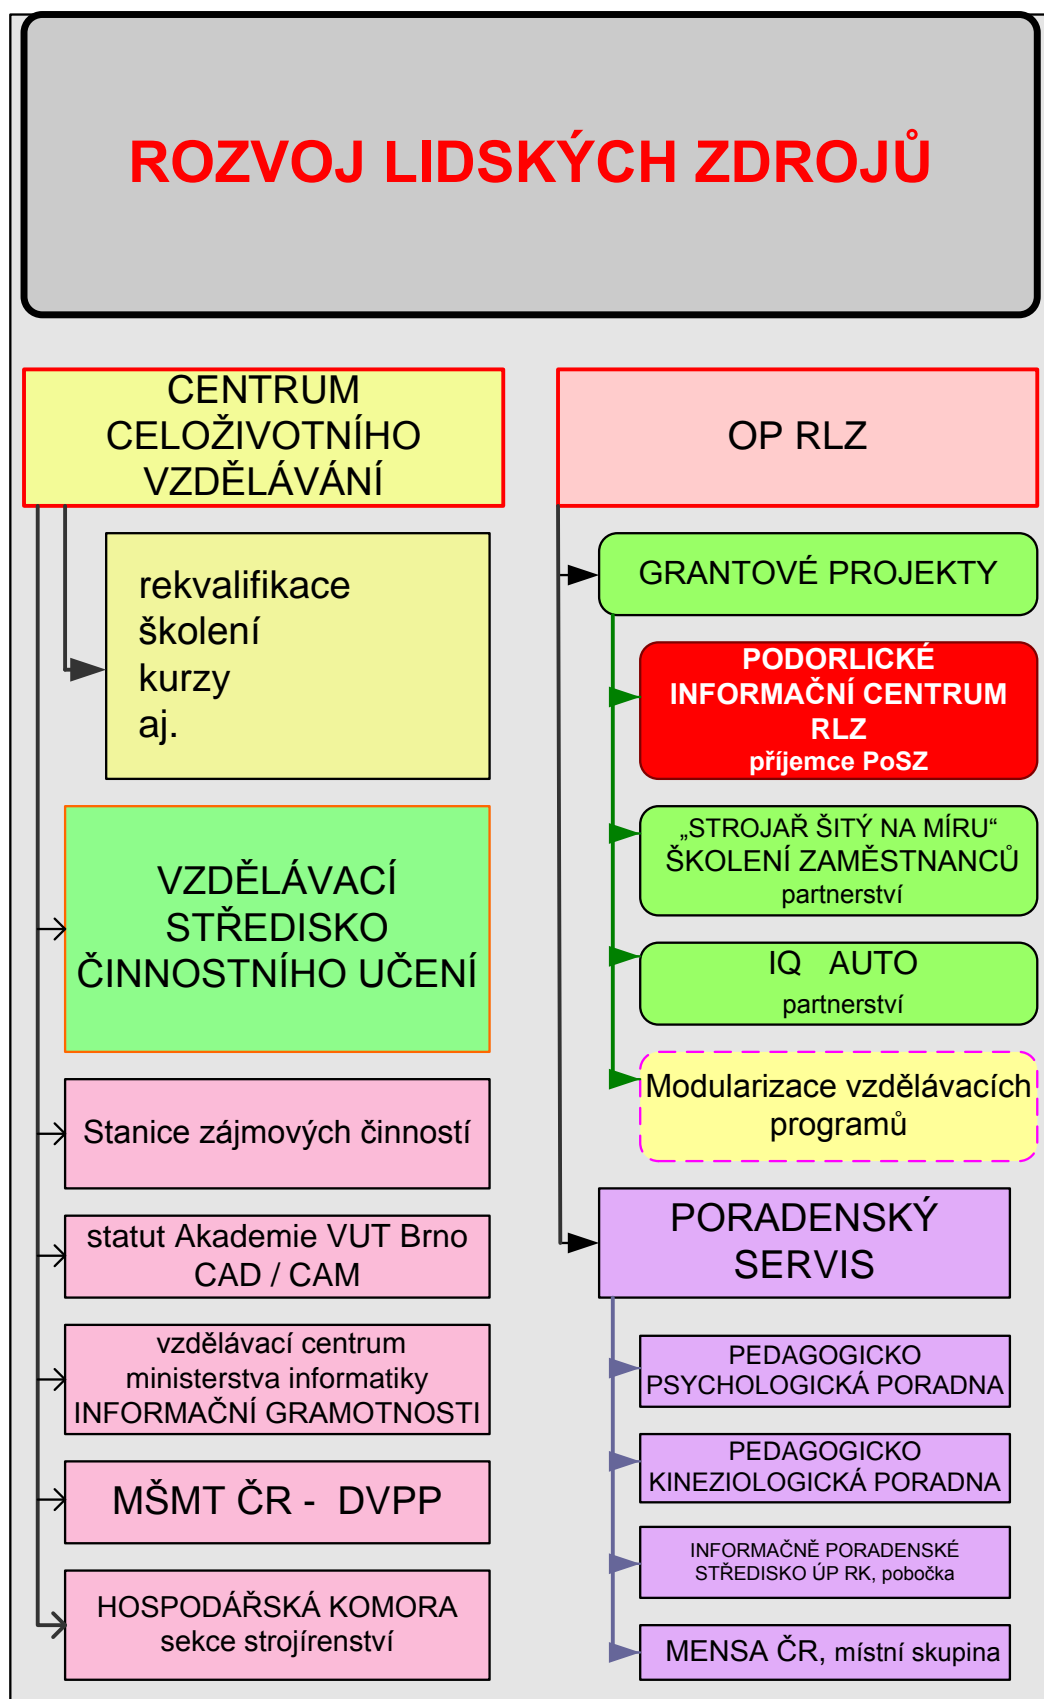 ROZVOJ LIDSKÝCH ZDROJŮ
CENTRUM
CELOŽIVOTNÍHO
VZDĚLÁVÁNÍ
rekvalifikace
školení
kurzy
aj.
VZDĚLÁVACÍ
STŘEDISKO
ČINNOSTNÍHO UČENÍ
Stanice zájmových činností
statut Akademie VUT Brno
CAD / CAM
vzdělávací centrum
ministerstva informatiky
INFORMAČNÍ GRAMOTNOSTI
MŠMT ČR - DVPP
HOSPODÁŘSKÁ KOMORA
sekce strojírenství
OP RLZ
GRANTOVÉ PROJEKTY
PODORLICKÉ
INFORMAČNÍ CENTRUM
RLZ
příjemce PoSZ
„STROJAŘ ŠITÝ NA MÍRU“
ŠKOLENÍ ZAMĚSTNANCŮ
partnerství
IQ AUTO
partnerství
Modularizace vzdělávacích
programů
PORADENSKÝ
SERVIS
PEDAGOGICKO
PSYCHOLOGICKÁ PORADNA
PEDAGOGICKO
KINEZIOLOGICKÁ PORADNA
INFORMAČNĚ PORADENSKÉ
STŘEDISKO ÚP RK, pobočka
MENSA ČR, místní skupina